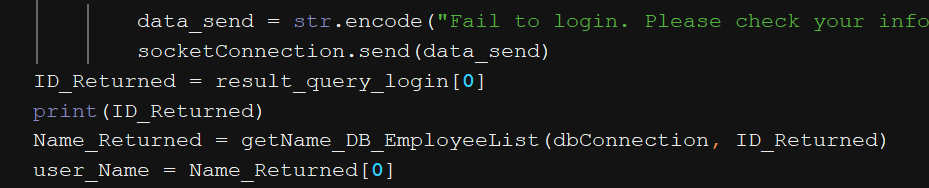 data_send = str.encode("Fail to login. Please check your info
socketConnection.send(data_send)
ID_Returned = result_query_login[0]
print(ID_Returned)
Name_Returned = getName_DB_EmployeeList(dbConnection, ID_Returned)
user_Name = Name_Returned[0]